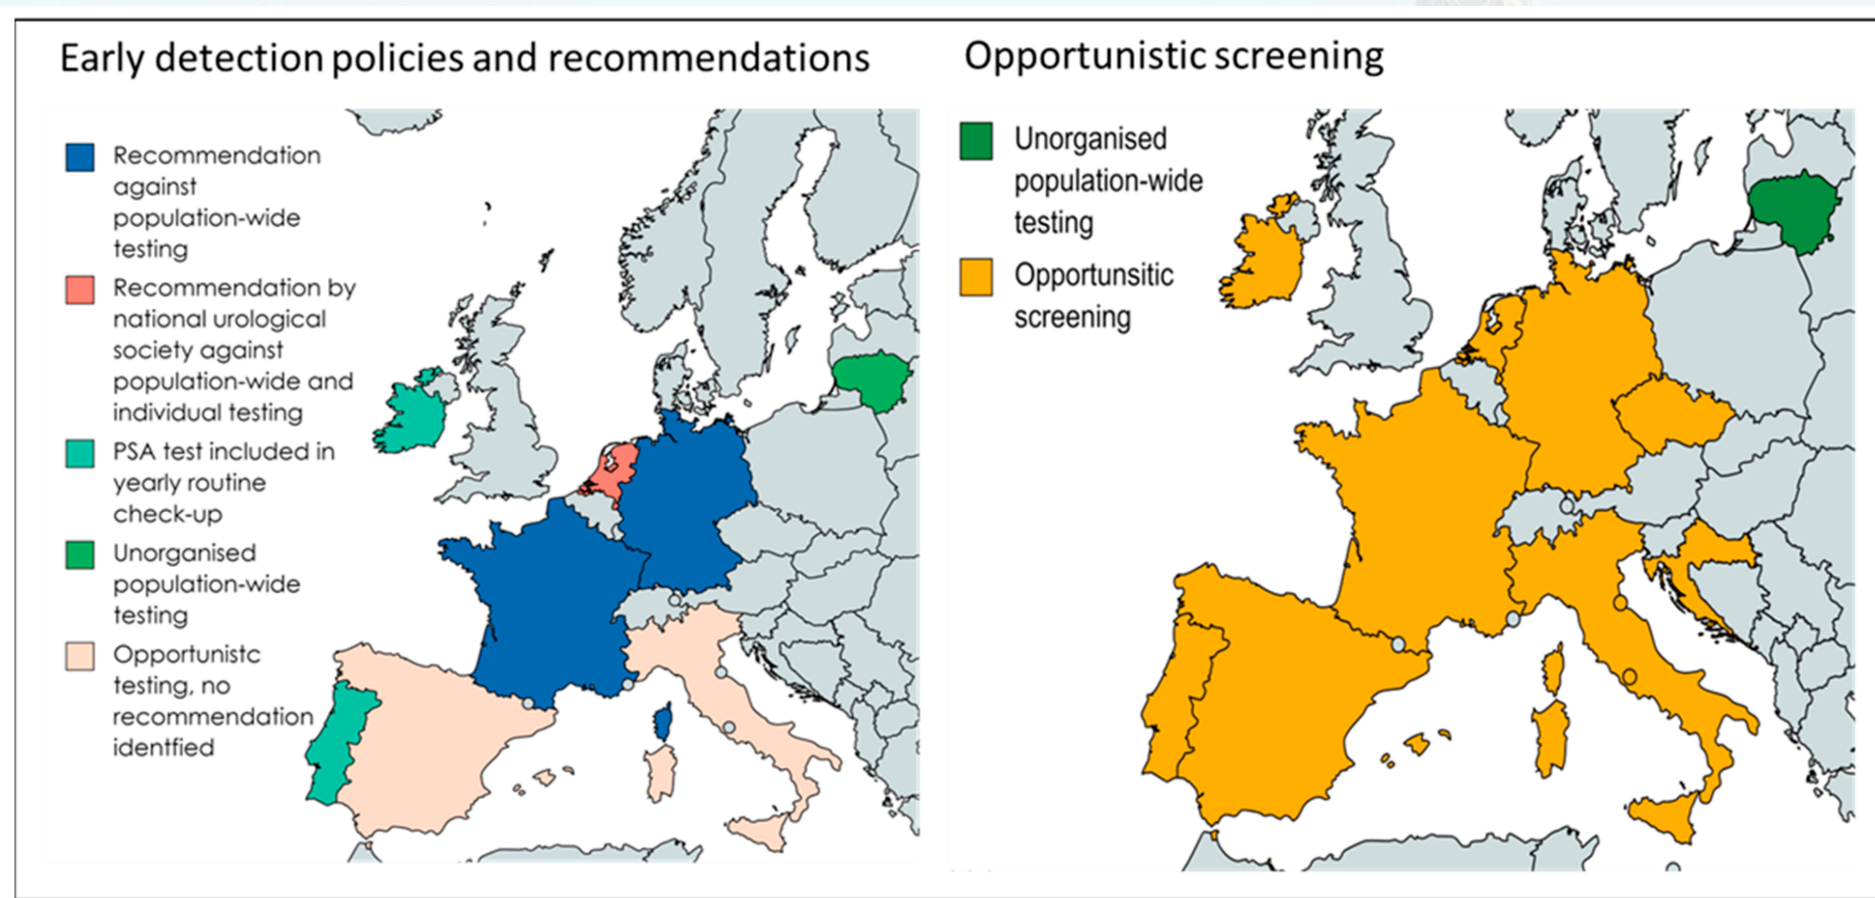 Early detection policies and recommendations
Recommendation
against
population-wide
testing
Recommendation by
national urological
society against
population-wide and
individual testing
PSA test included in
yearly routine
check-up
Unorganised
population-wide
testing
Opportunistc
testing, no
recommendation
identfied
Opportunistic screening
Unorganised
population-wide
testing
Opportunsitic
screening